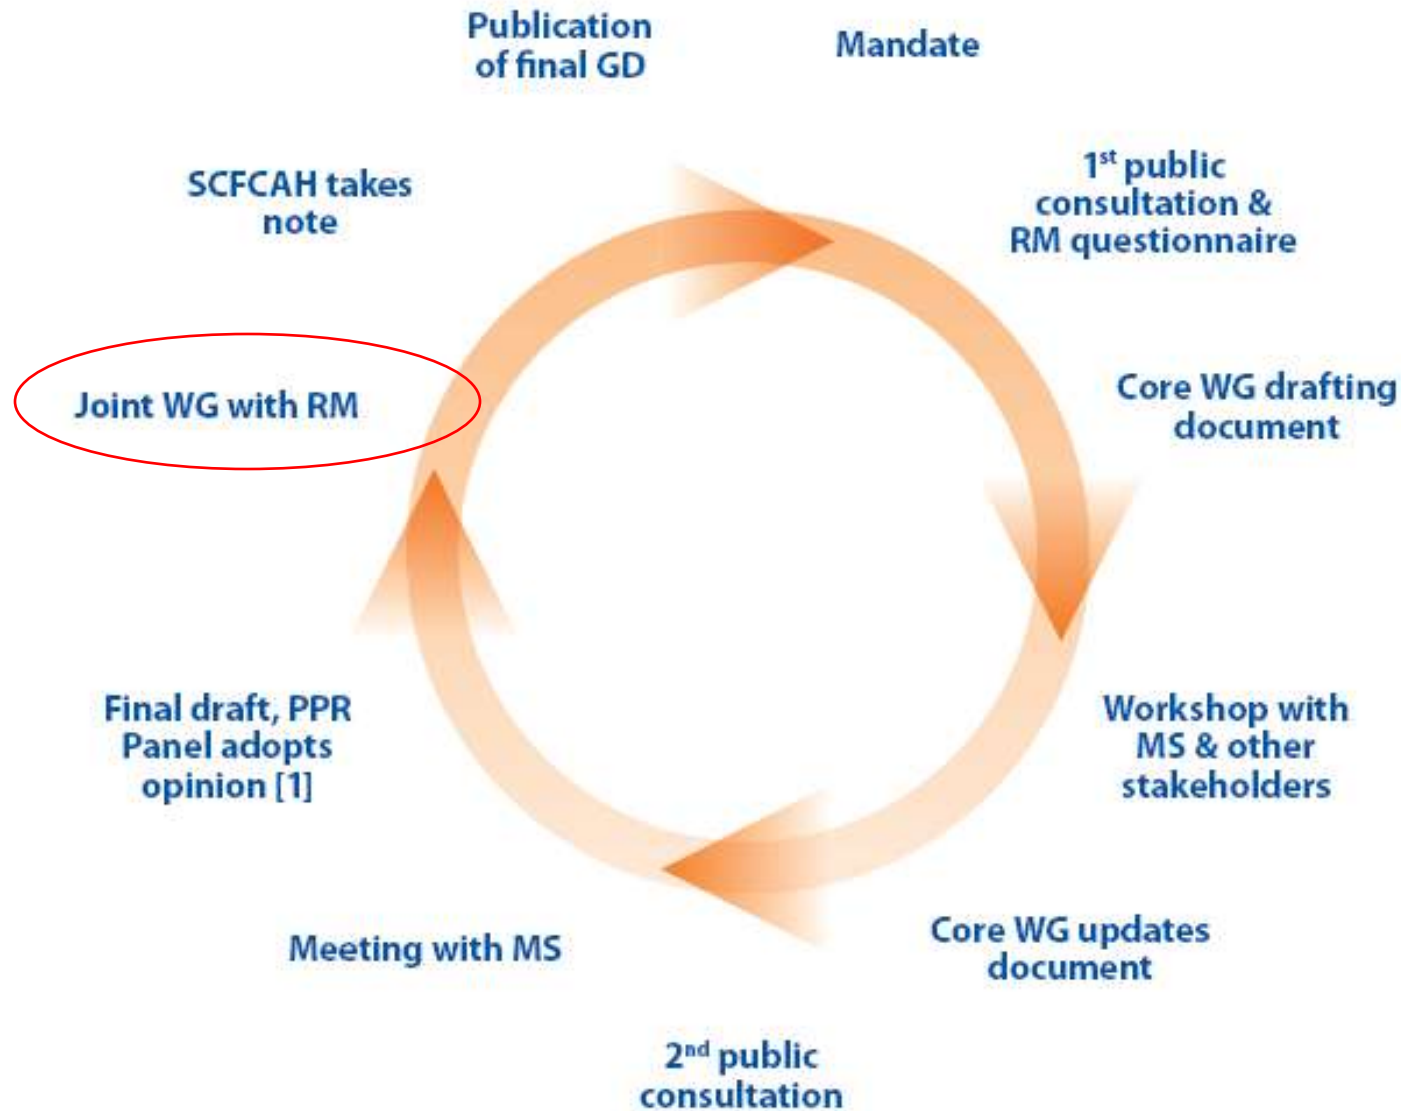 Publication
of final GD
Mandate
1st public
consultation &
RM questionnaire
Core WG drafting
document
Workshop with
MS & other
stakeholders
Core WG updates
document
2nd public
consultation
Meeting with MS
Final draft, PPR
Panel adopts
opinion [1]
Joint WG with RM
SCFCAH takes
note